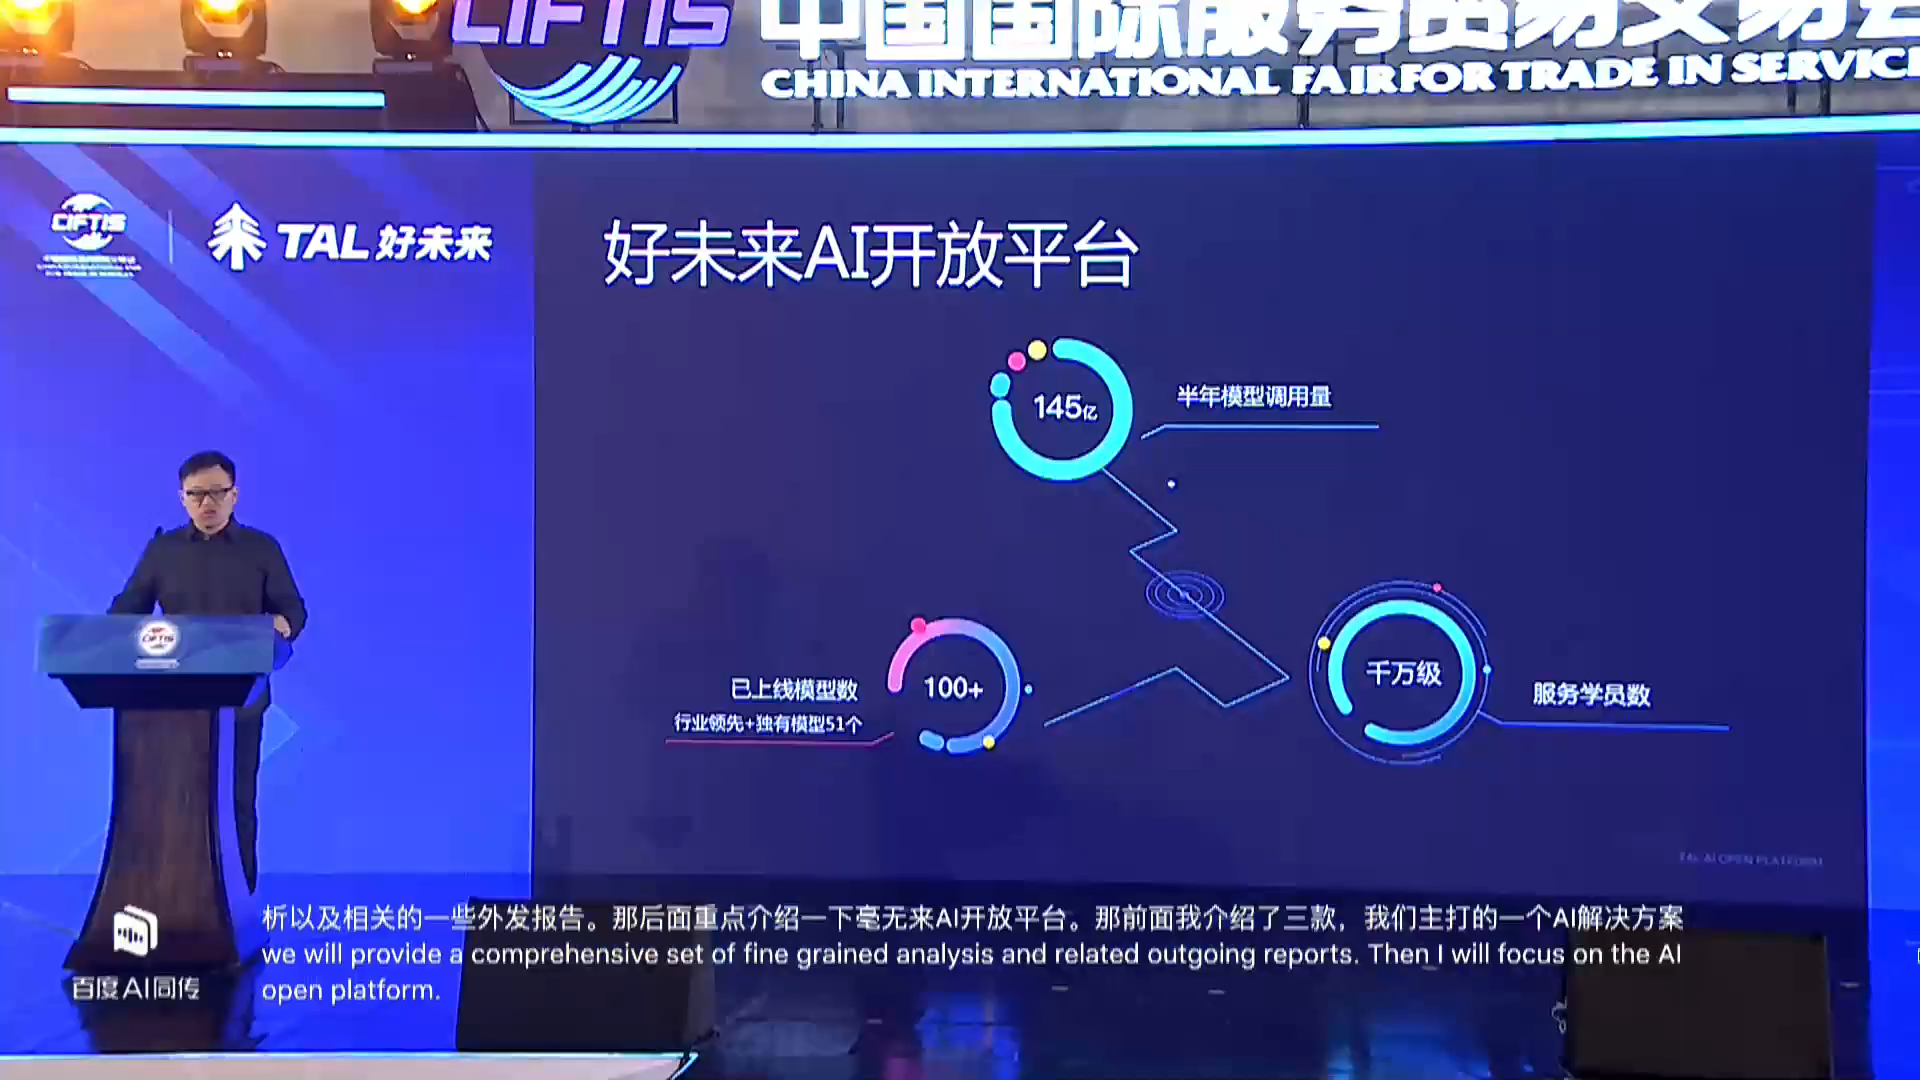 CIFTIS
中国国际服务贸易交易会
CHINA INTERNATIONAL FAIR FOR TRADE IN SERVIC
CIFTIS
TAL 好未来
好未来AI开放平台
145亿
半年模型调用量
已上线模型数
行业领先+独有模型51个
100+
千万级
服务学员数
TAL AI OPEN PLATFORM
CIFTIS
析以及相关的一些外发报告。那后面重点介绍一下毫无来AI开放平台。那前面我介绍了三款，我们主打的一个AI解决方案
we will provide a comprehensive set of fine grained analysis and related outgoing reports. Then I will focus on the AI
open platform.
百度AI同传